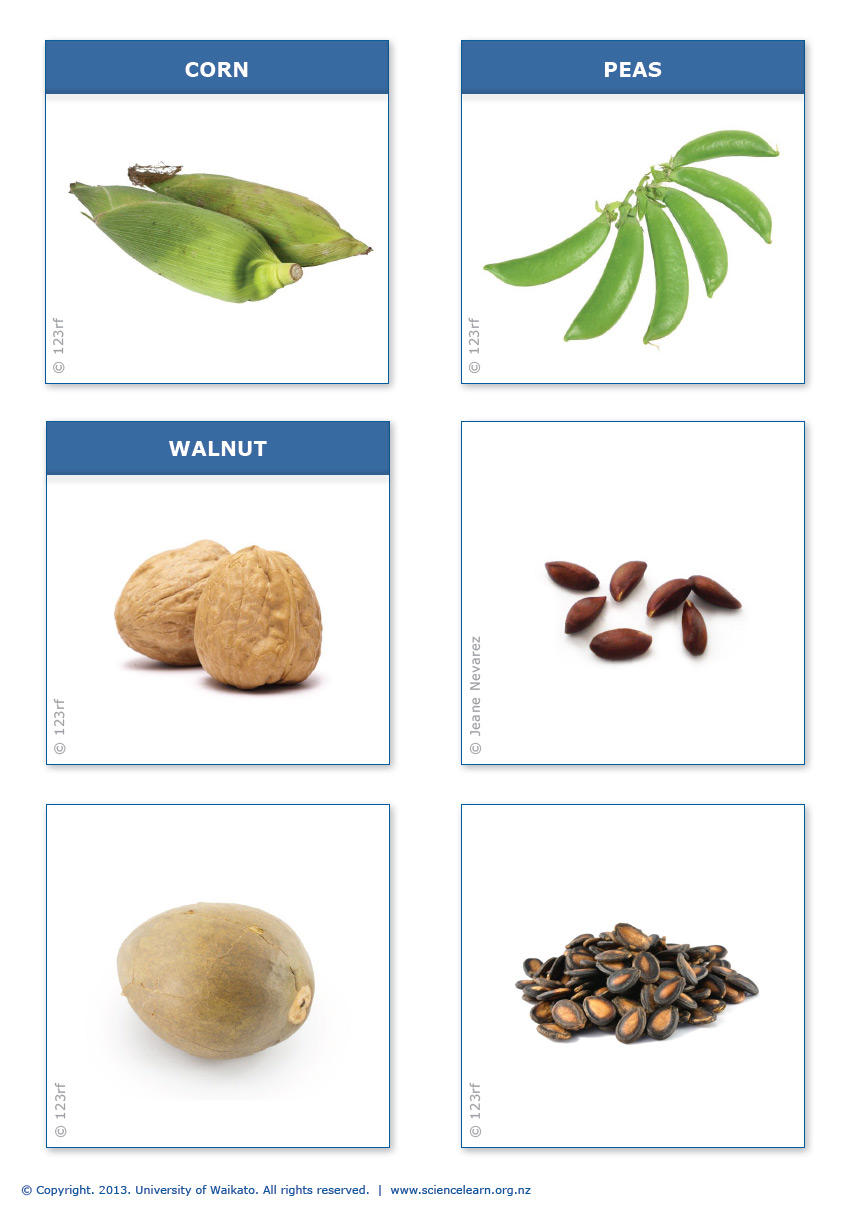 CORN
PEAS
© 123rf
© 123rf
WALNUT
© 123rf
© Jeane Nevarez
© 123rf
© 123rf
© Copyright. 2013. University of Waikato. All rights reserved. | www.sciencelearn.org.nz